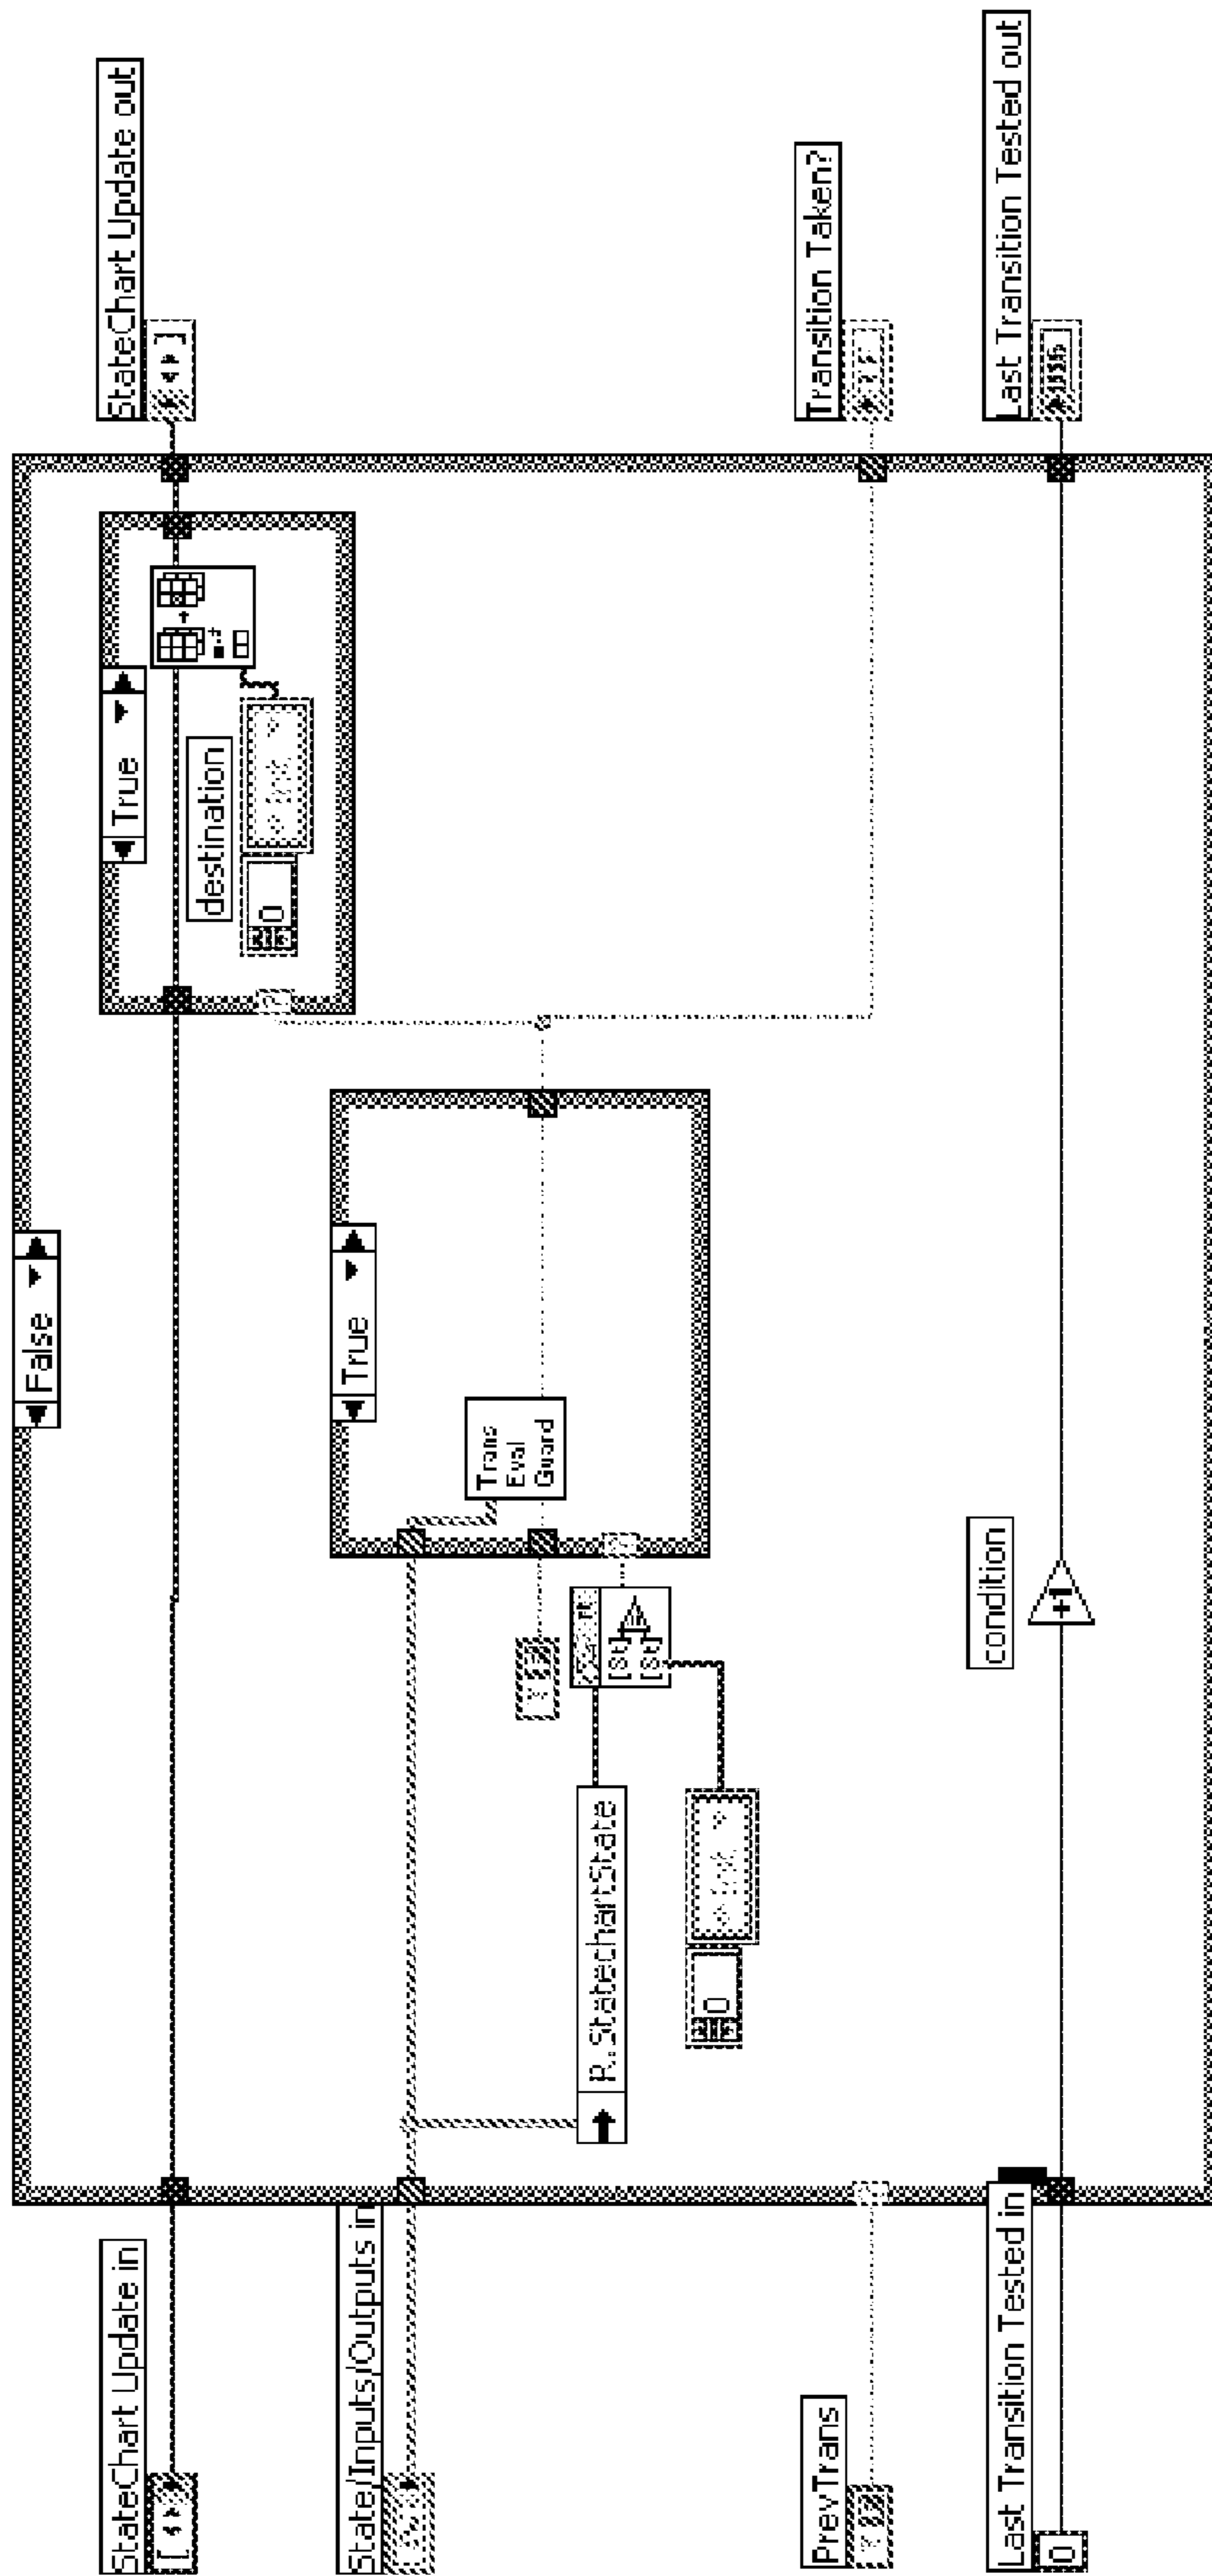 StateChart Update in
State/Inputs/Outputs in
PrevTrans
Last Transition Tested in
0
False
R.StatechartState
0
True
Trans
Eval
Guard
condition
+1
True
destination
0
StateChart Update out
Transition Taken?
Last Transition Tested out